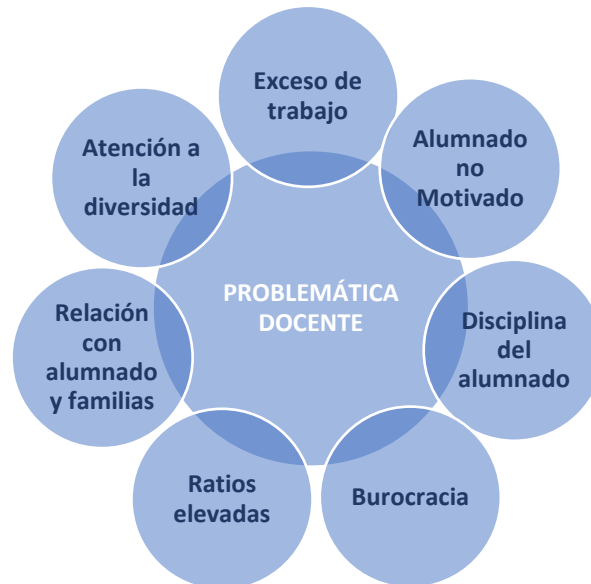 Exceso de
trabajo
Alumnado
no
Motivado
Disciplina
del
alumnado
Burocracia
Ratios
elevadas
Relación
con
alumnado
y familias
Atención a
la
diversidad
PROBLEMÁTICA
DOCENTE